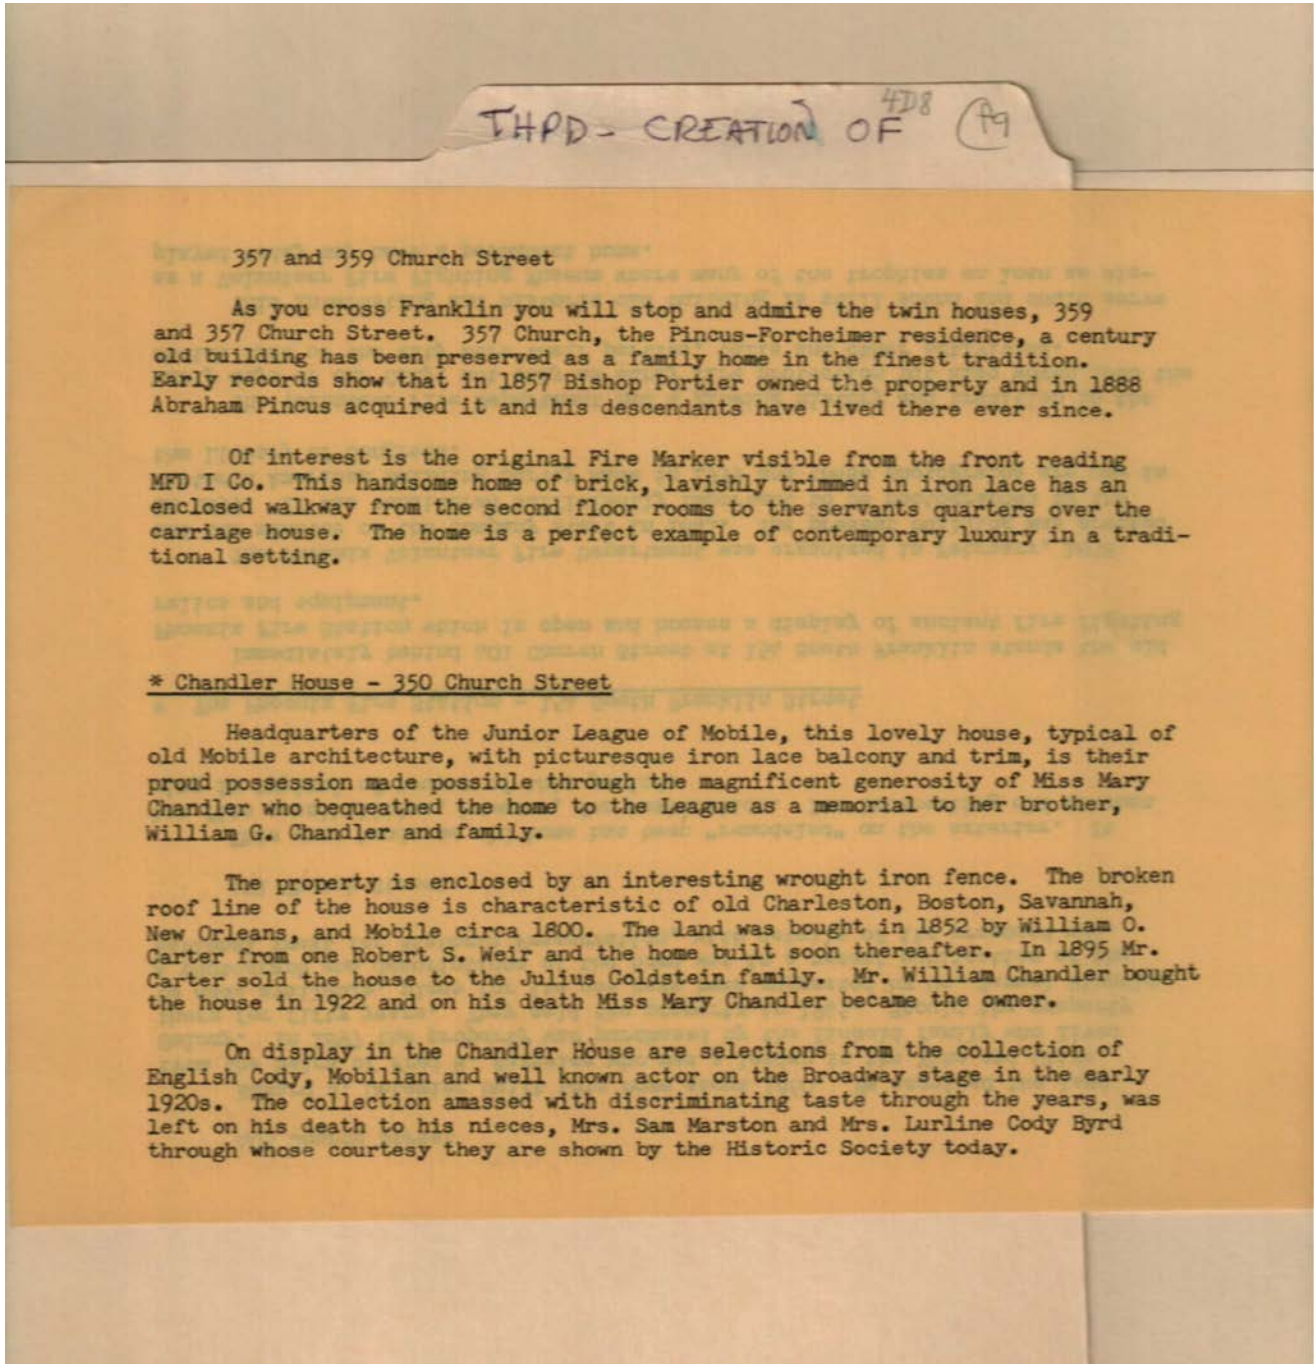 THPD - CREATION OF 4D8
357 and 359 Church Street
As you cross Franklin you will stop and admire the twin houses, 359
and 357 Church Street. 357 Church, the Pincus-Forcheimer residence, a century
old building has been preserved as a family home in the finest tradition.
Early records show that in 1857 Bishop Portier owned the property and in 1888
Abraham Pincus acquired it and his descendants have lived there ever since.
Of interest is the original Fire Marker visible from the front reading
MFD I Co. This handsome home of brick, lavishly trimmed in iron lace has an
enclosed walkway from the second floor rooms to the servants quarters over the
carriage house. The home is a perfect example of contemporary luxury in a tradi-
tional setting.
* Chandler House - 350 Church Street
Headquarters of the Junior League of Mobile, this lovely house, typical of
old Mobile architecture, with picturesque iron lace balcony and trim, is their
proud possession made possible through the magnificent generosity of Miss Mary
Chandler who bequeathed the home to the League as a memorial to her brother,
William G. Chandler and family.
The property is enclosed by an interesting wrought iron fence. The broken
roof line of the house is characteristic of old Charleston, Boston, Savannah,
New Orleans, and Mobile circa 1800. The land was bought in 1852 by William O.
Carter from one Robert S. Weir and the home built soon thereafter. In 1895 Mr.
Carter sold the house to the Julius Goldstein family. Mr. William Chandler bought
the house in 1922 and on his death Miss Mary Chandler became the owner.
On display in the Chandler House are selections from the collection of
English Cody, Mobilian and well known actor on the Broadway stage in the early
1920s. The collection amassed with discriminating taste through the years, was
left on his death to his nieces, Mrs. Sam Marston and Mrs. Lurline Cody Byrd
through whose courtesy they are shown by the Historic Society today.